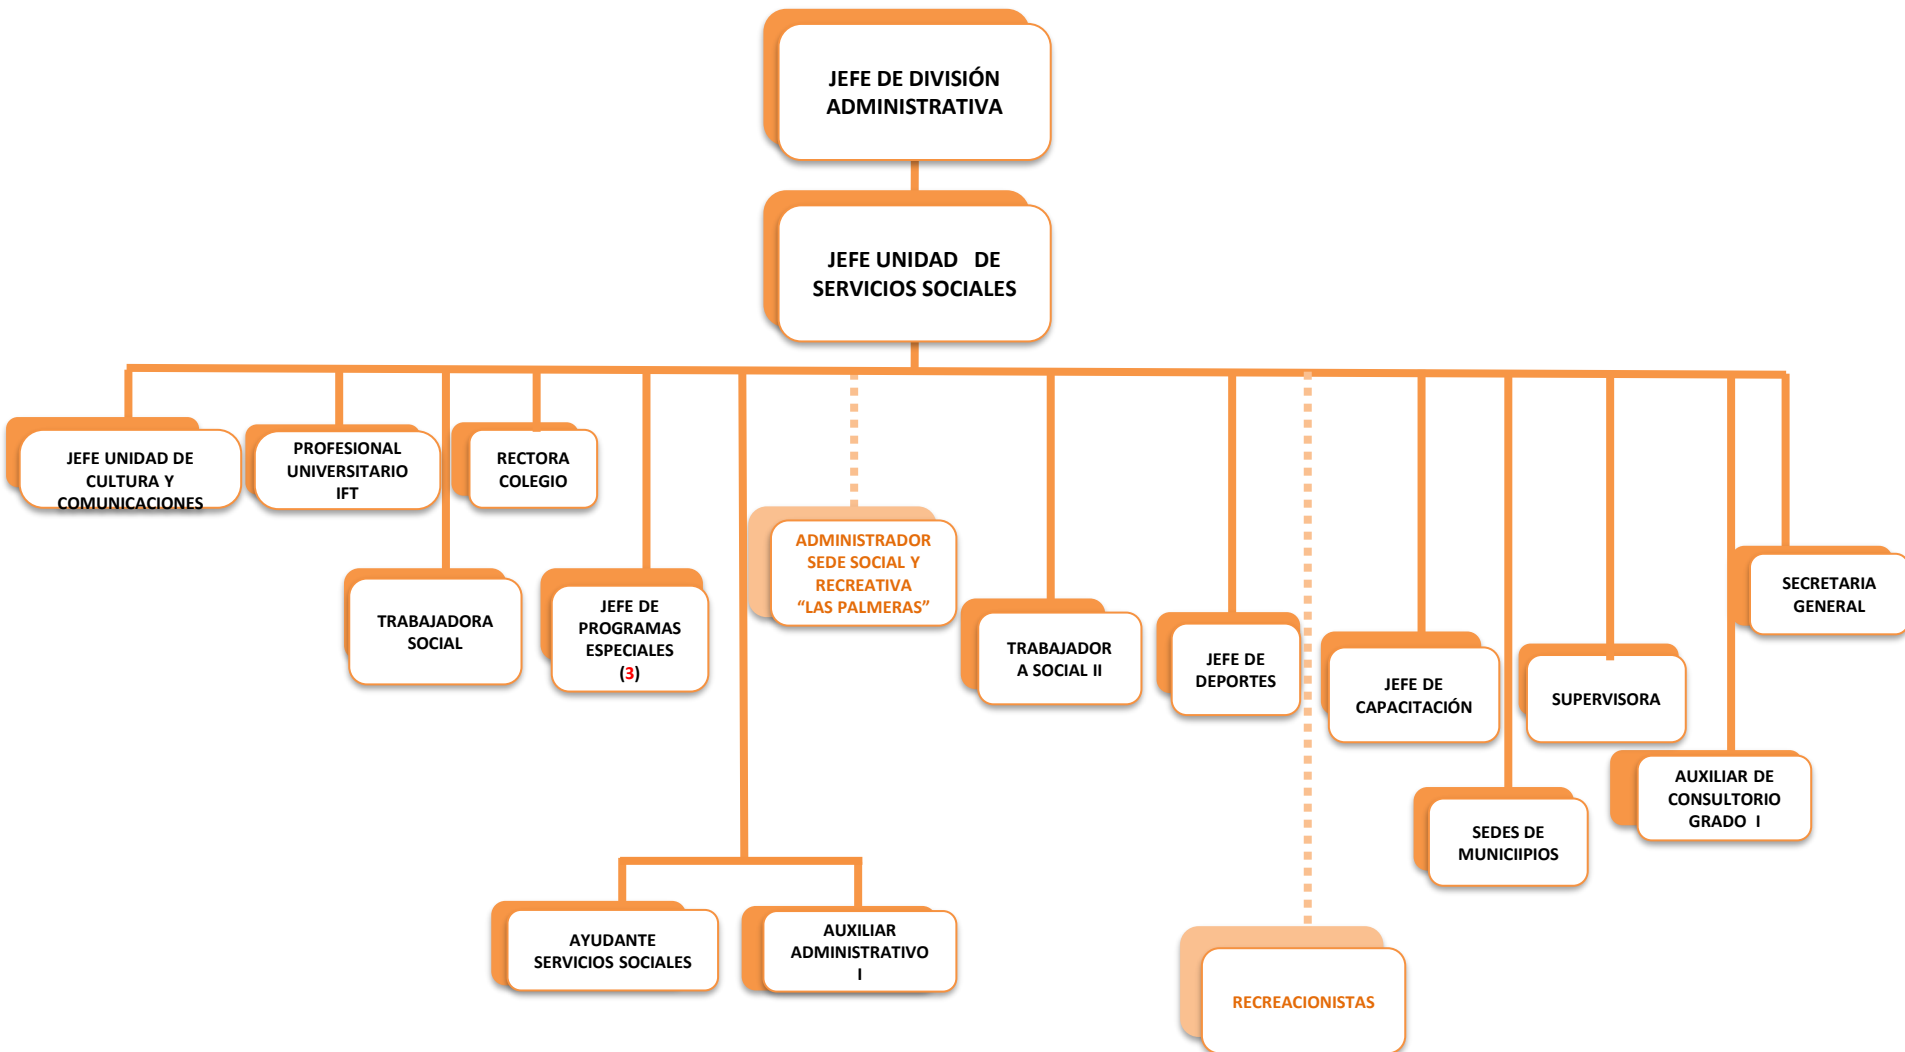 JEFE DE DIVISIÓN
ADMINISTRATIVA
JEFE UNIDAD DE
SERVICIOS SOCIALES
JEFE UNIDAD DE
CULTURA Y
COMUNICACIONES
PROFESIONAL
UNIVERSITARIO
IFT
RECTORA
COLEGIO
TRABAJADORA
SOCIAL
JEFE DE
PROGRAMAS
ESPECIALES
(3)
ADMINISTRADOR
SEDE SOCIAL Y
RECREATIVA
“LAS PALMERAS”
TRABAJADOR
A SOCIAL II
JEFE DE
DEPORTES
JEFE DE
CAPACITACIÓN
SUPERVISORA
SECRETARIA
GENERAL
SEDES DE
MUNICIIPIOS
AUXILIAR DE
CONSULTORIO
GRADO I
AYUDANTE
SERVICIOS SOCIALES
AUXILIAR
ADMINISTRATIVO
I
RECREACIONISTAS